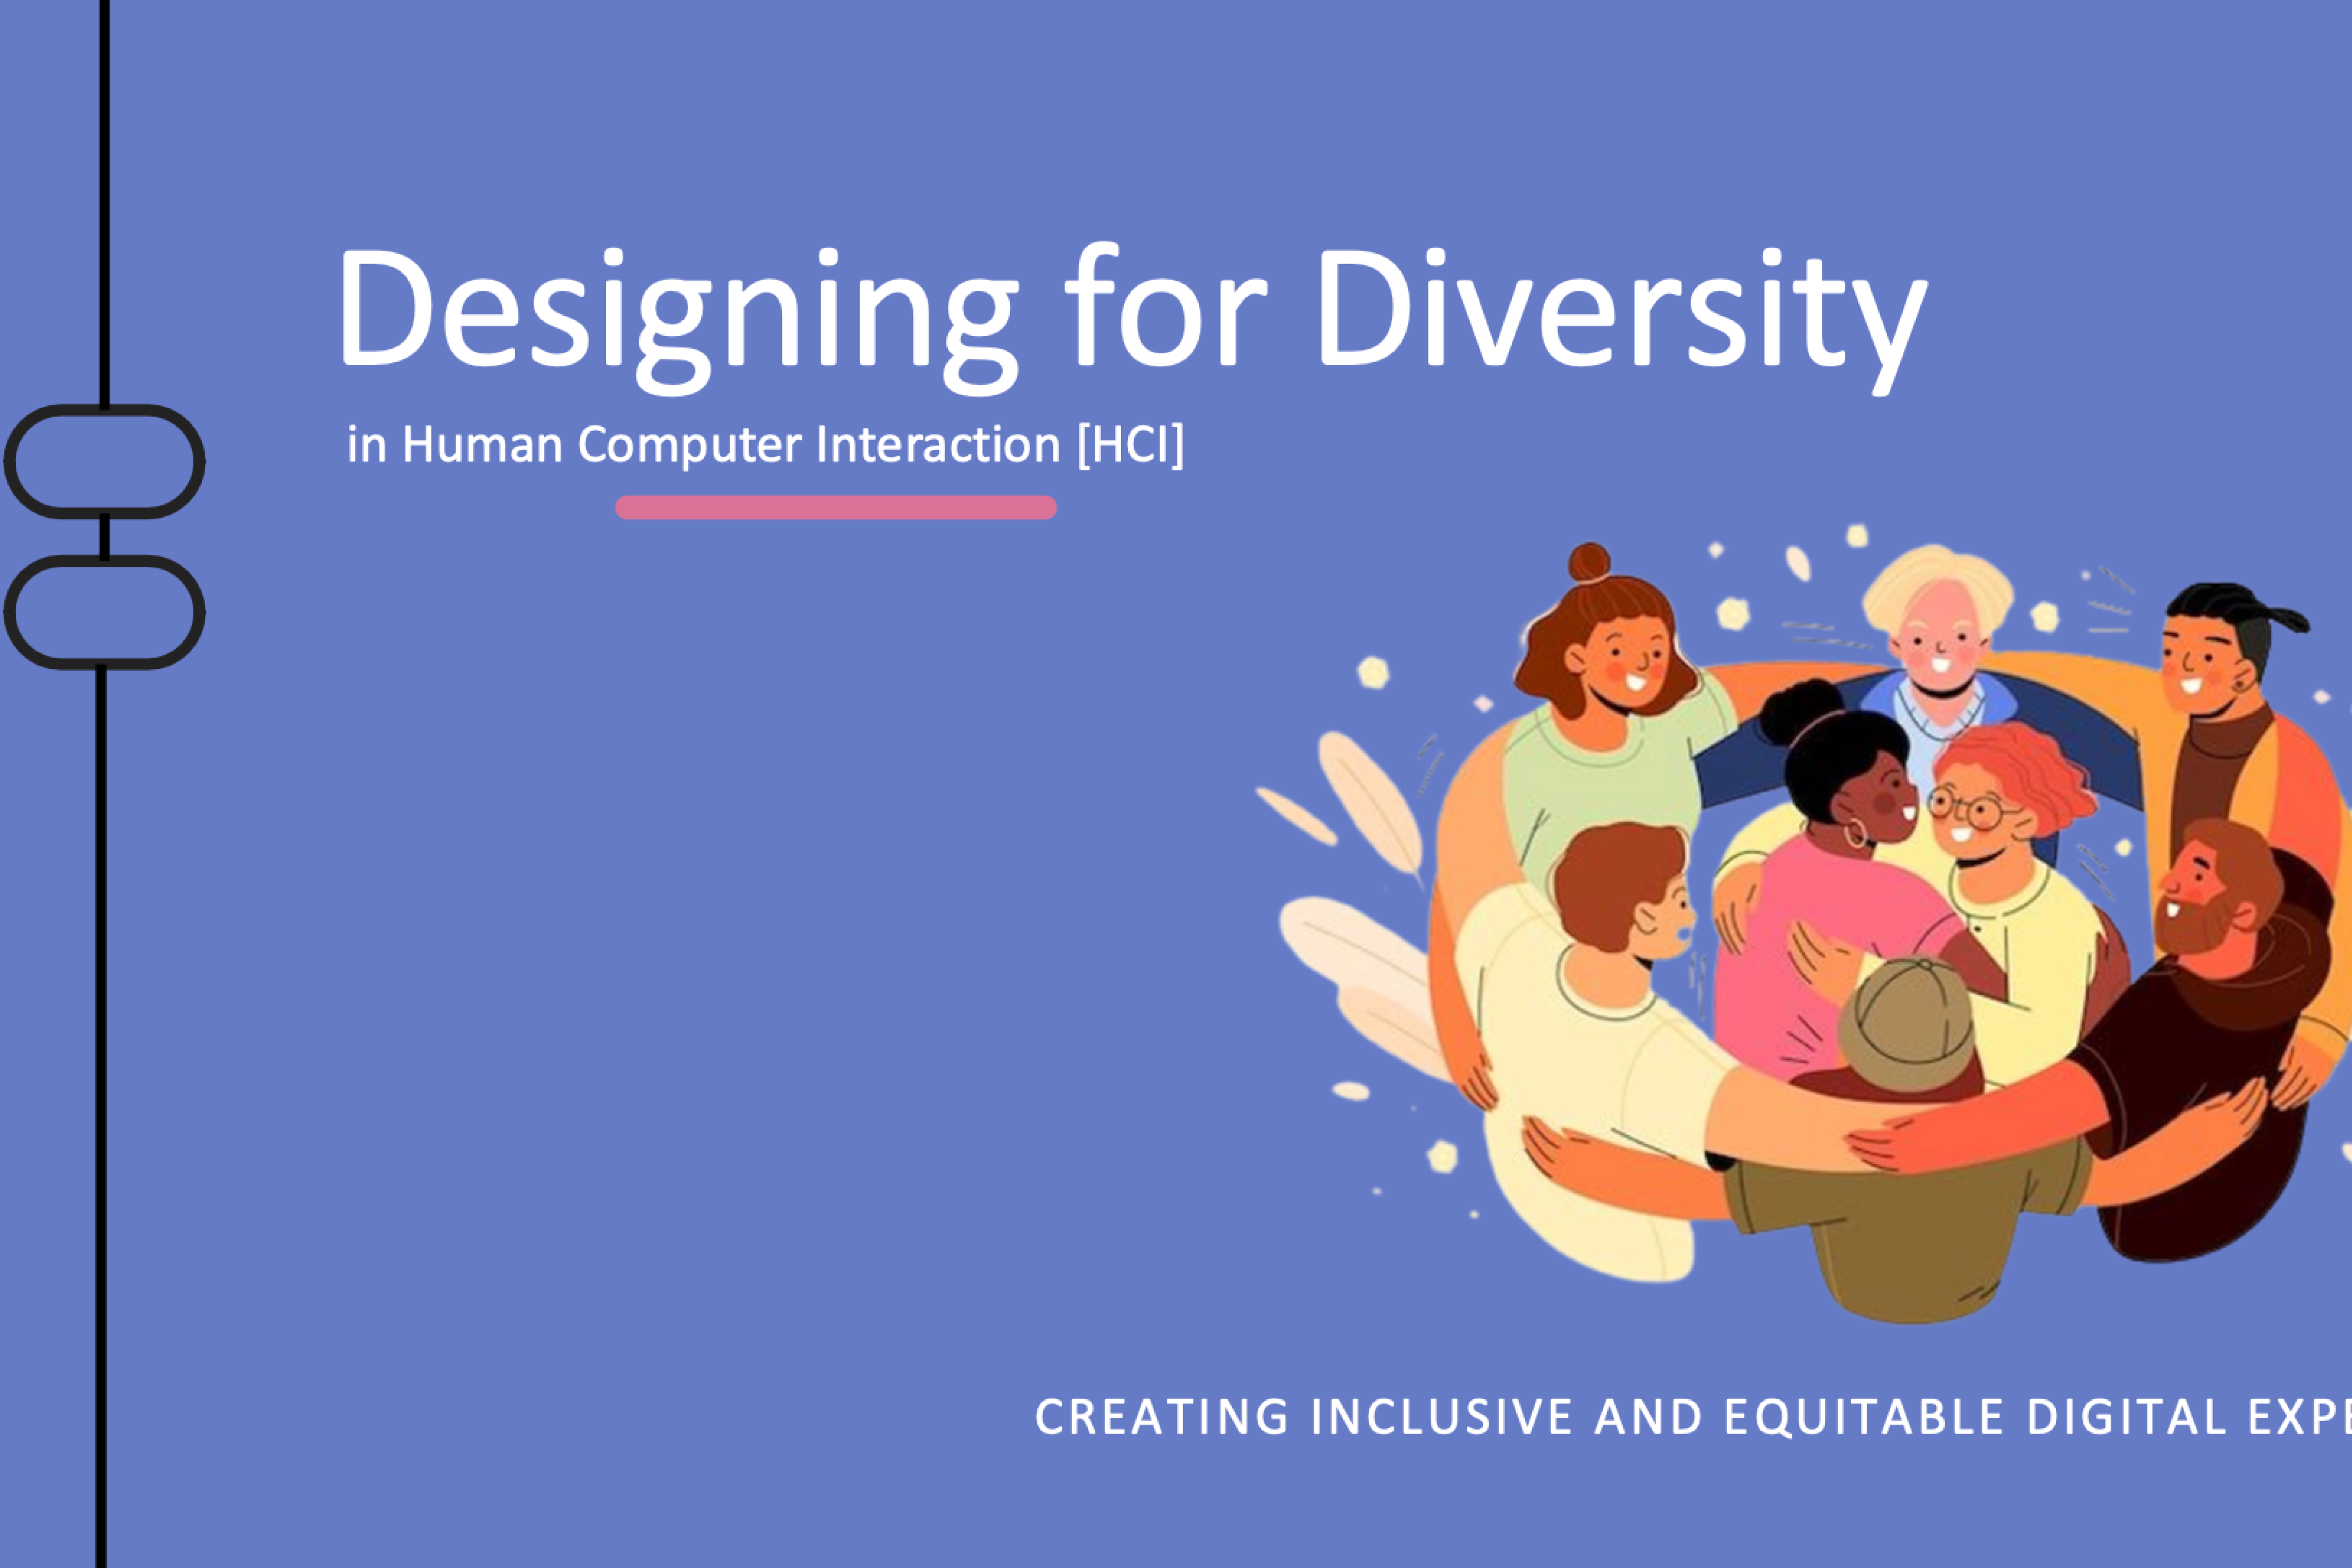 Designing for Diversity
in Human Computer Interaction [HCI]
CREATING INCLUSIVE AND EQUITABLE DIGITAL